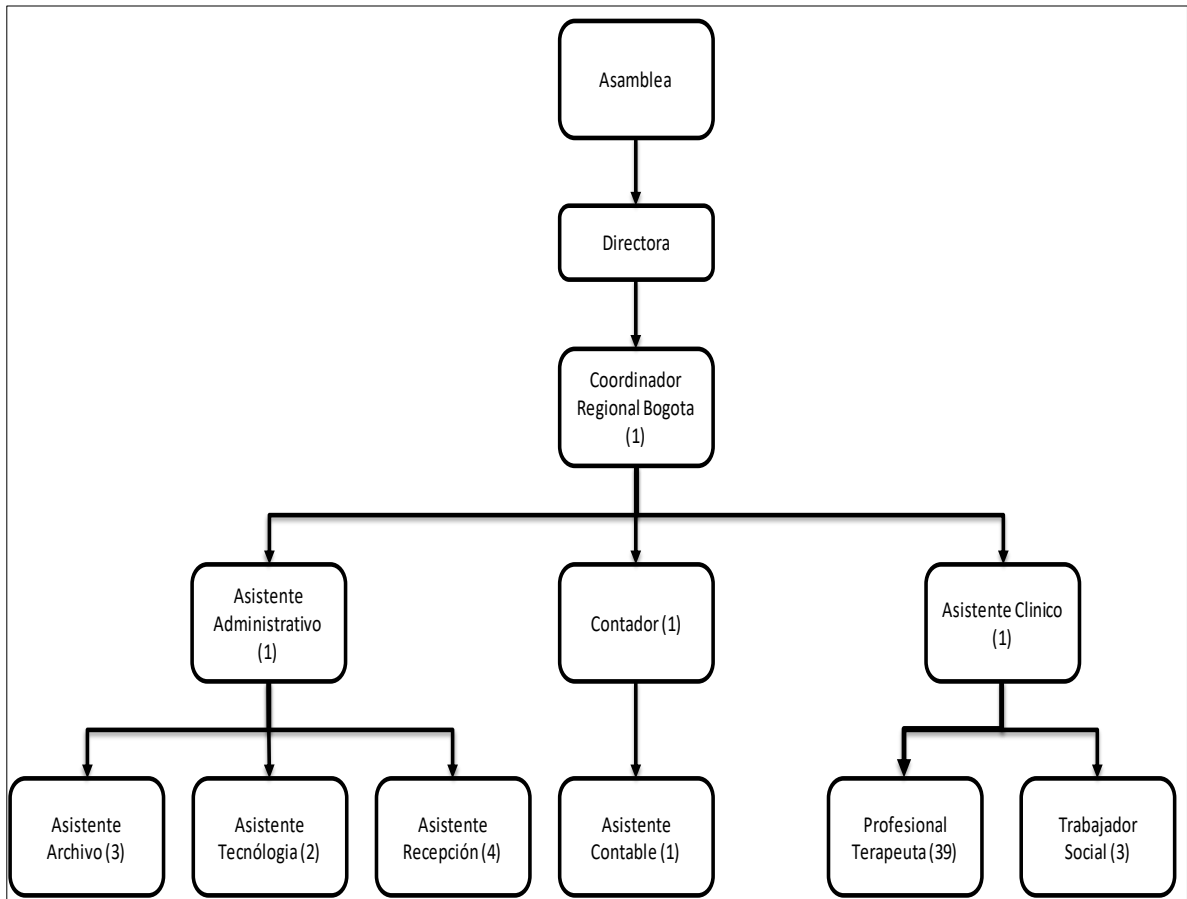 Asamblea
Directora
Coordinador
Regional Bogota
(1)
Asistente
Administrativo
(1)
Contador (1)
Asistente Clinico
(1)
Asistente
Archivo (3)
Asistente
Tecnólogia (2)
Asistente
Recepción (4)
Asistente
Contable (1)
Profesional
Terapeuta (39)
Trabajador
Social (3)